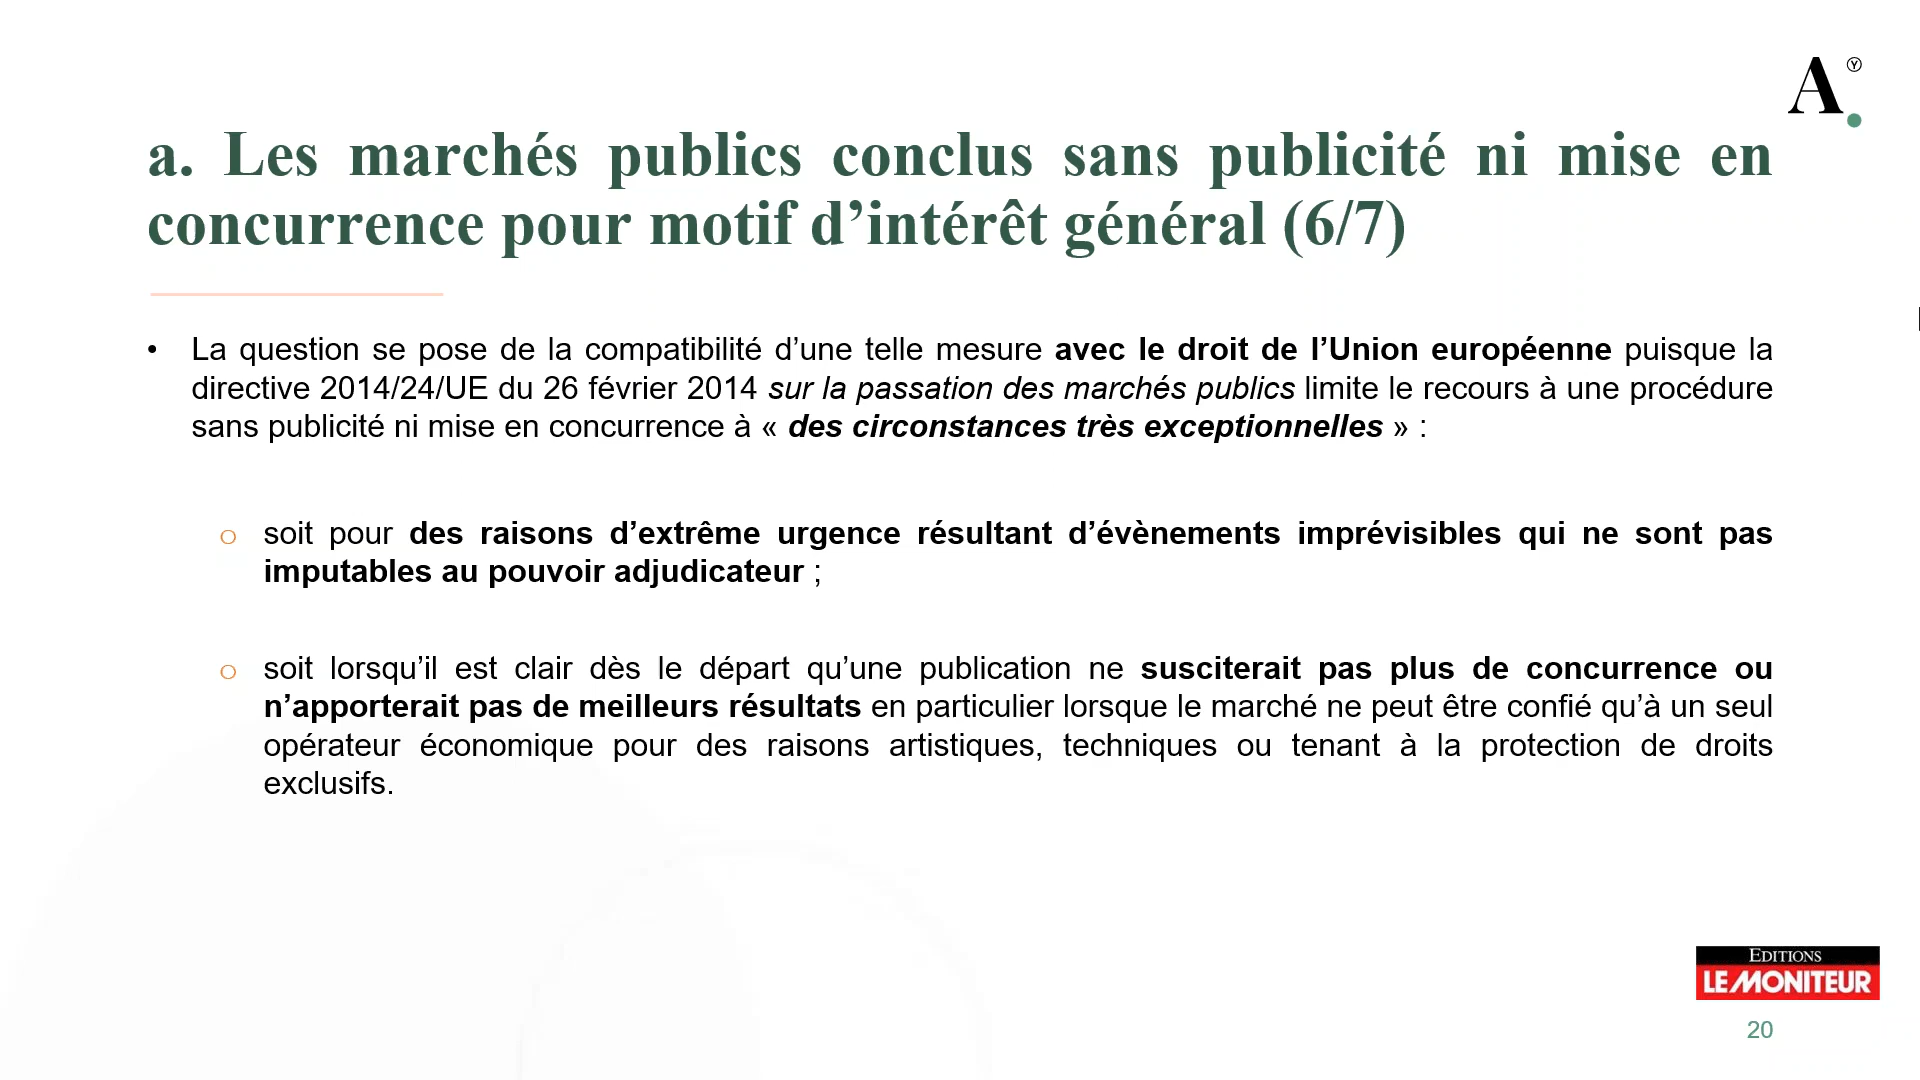 A
a. Les marchés publics conclus sans publicité ni mise en
concurrence pour motif d’intérêt général (6/7)
• La question se pose de la compatibilité d’une telle mesure avec le droit de l’Union européenne puisque la
directive 2014/24/UE du 26 février 2014 sur la passation des marchés publics limite le recours à une procédure
sans publicité ni mise en concurrence à « des circonstances très exceptionnelles » :
o soit pour des raisons d’extrême urgence résultant d’évènements imprévisibles qui ne sont pas
imputables au pouvoir adjudicateur ;
o soit lorsqu’il est clair dès le départ qu’une publication ne susciterait pas plus de concurrence ou
n’apporterait pas de meilleurs résultats en particulier lorsque le marché ne peut être confié qu’à un seul
opérateur économique pour des raisons artistiques, techniques ou tenant à la protection de droits
exclusifs.
EDITIONS
LE MONITEUR
20